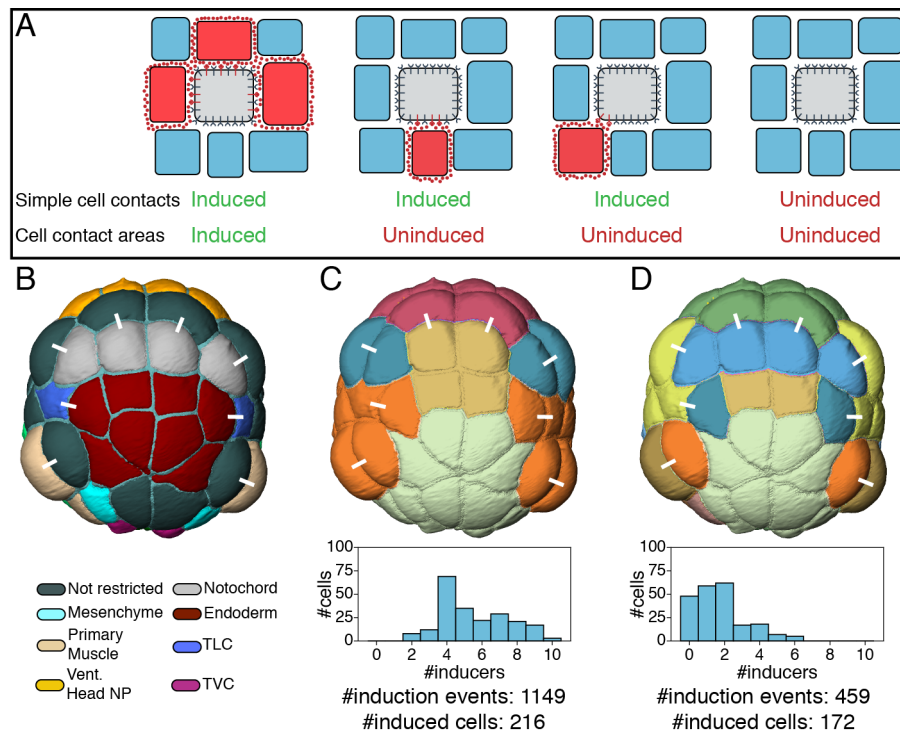 A
Simple cell contacts Induced Induced Induced Uninduced
Cell contact areas Induced Uninduced Uninduced Uninduced
B C D
Not restricted Notochord
Mesenchyme Endoderm
Primary
Muscle TLC
Vent.
Head NP TVC
100
75
50
25
0
#cells
0 2 4 6 8 10
#inducers
#induction events: 1149
#induced cells: 216
100
75
50
25
0
#cells
0 2 4 6 8 10
#inducers
#induction events: 459
#induced cells: 172